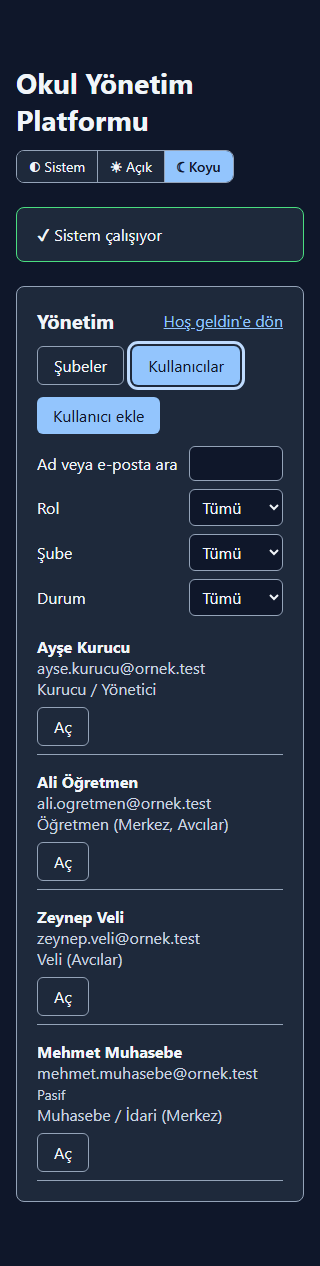 Okul Yönetim
Platformu
◐ Sistem
☀ Açık
☾ Koyu
✓ Sistem çalışıyor
Yönetim
Hoş geldin'e dön
Şubeler
Kullanıcılar
Kullanıcı ekle
Ad veya e-posta ara
Rol
Tümü
Şube
Tümü
Durum
Tümü
Ayşe Kurucu
ayse.kurucu@ornek.test
Kurucu / Yönetici
Aç
Ali Öğretmen
ali.ogretmen@ornek.test
Öğretmen (Merkez, Avcılar)
Aç
Zeynep Veli
zeynep.veli@ornek.test
Veli (Avcılar)
Aç
Mehmet Muhasebe
mehmet.muhasebe@ornek.test
Pasif
Muhasebe / İdari (Merkez)
Aç